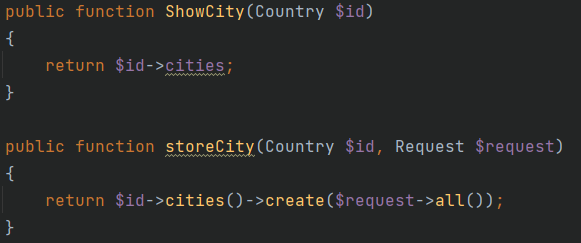 public function ShowCity(Country $id)
{
    return $id->cities;
}
public function storeCity(Country $id, Request $request)
{
    return $id->cities()->create($request->all());
}